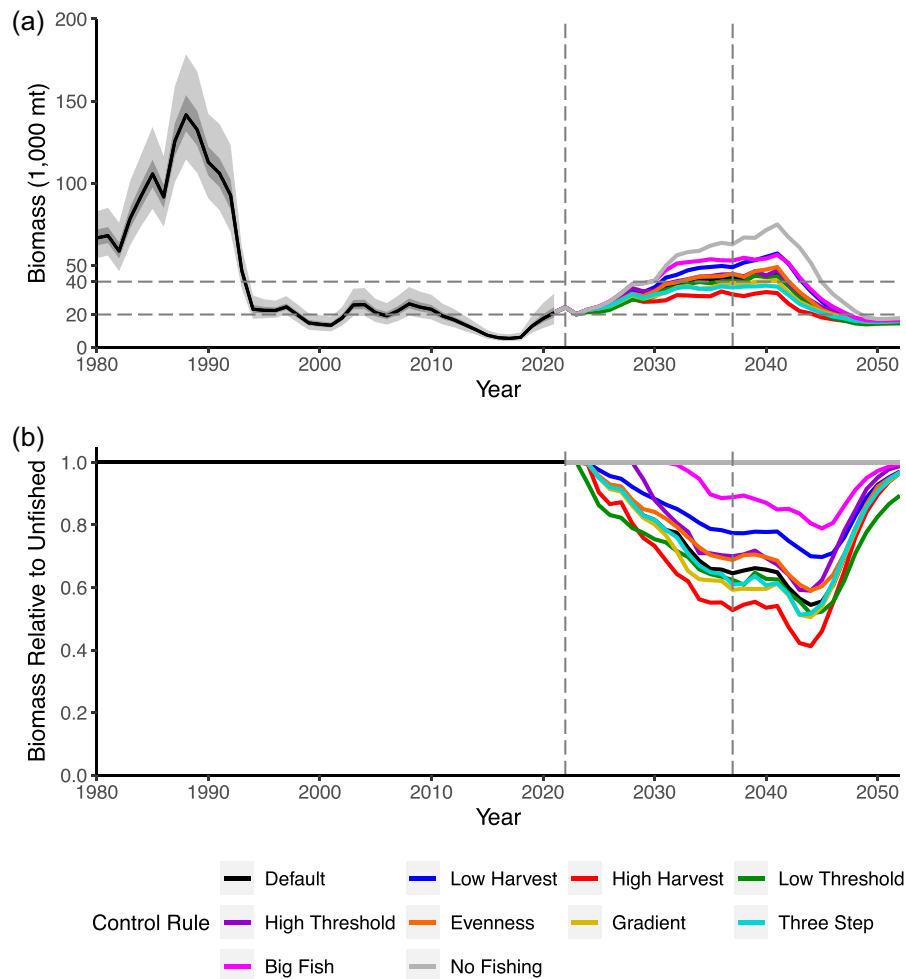 (a)
Biomass (1,000 mt)
200
150
100
50
40
20
0
1980 1990 2000 2010 2020 2030 2040 2050
Year
(b)
Biomass Relative to Unfished
1.0
0.8
0.6
0.4
0.2
0.0
1980 1990 2000 2010 2020 2030 2040 2050
Year
Control Rule
Default Low Harvest High Harvest Low Threshold
High Threshold Evenness Gradient Three Step
Big Fish No Fishing